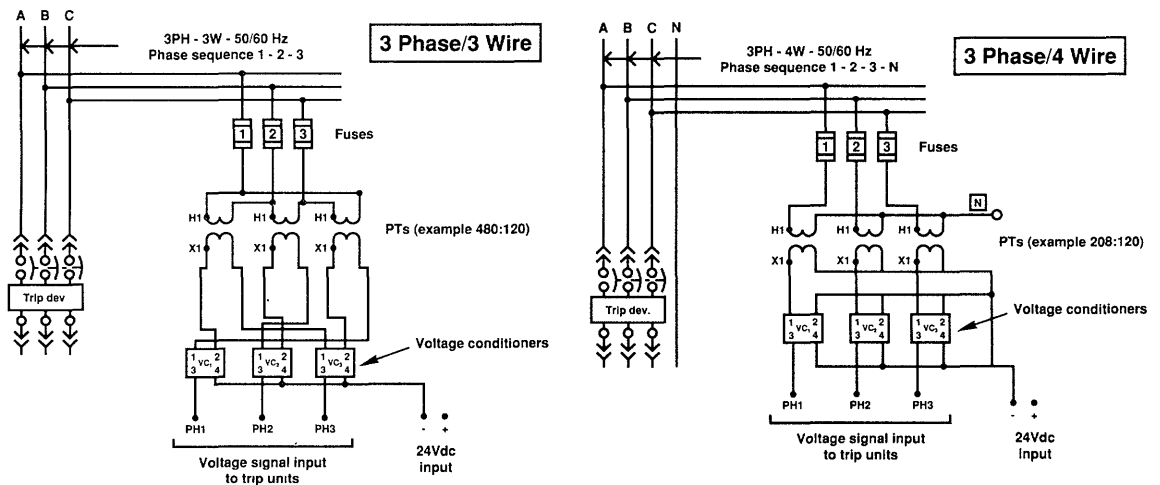 A B C
3PH - 3W - 50/60 Hz
Phase sequence 1 - 2 - 3
3 Phase/3 Wire
1 2 3
Fuses
H1 H1 H1
PTs (example 480:120)
X1 X1 X1
Trip dev
Voltage conditioners
1 2 1 2 1 2
VC1 VC2 VC3
3 4 3 4 3 4
PH1 PH2 PH3
- +
24Vdc
input
Voltage signal input
to trip units
A B C N
3PH - 4W - 50/60 Hz
Phase sequence 1 - 2 - 3 - N
3 Phase/4 Wire
1 2 3
Fuses
N
H1 H1 H1
PTs (example 208:120)
X1 X1 X1
Trip dev.
Voltage conditioners
1 2 1 2 1 2
VC1 VC2 VC3
3 4 3 4 3 4
PH1 PH2 PH3
- +
24Vdc
input
Voltage signal input
to trip units